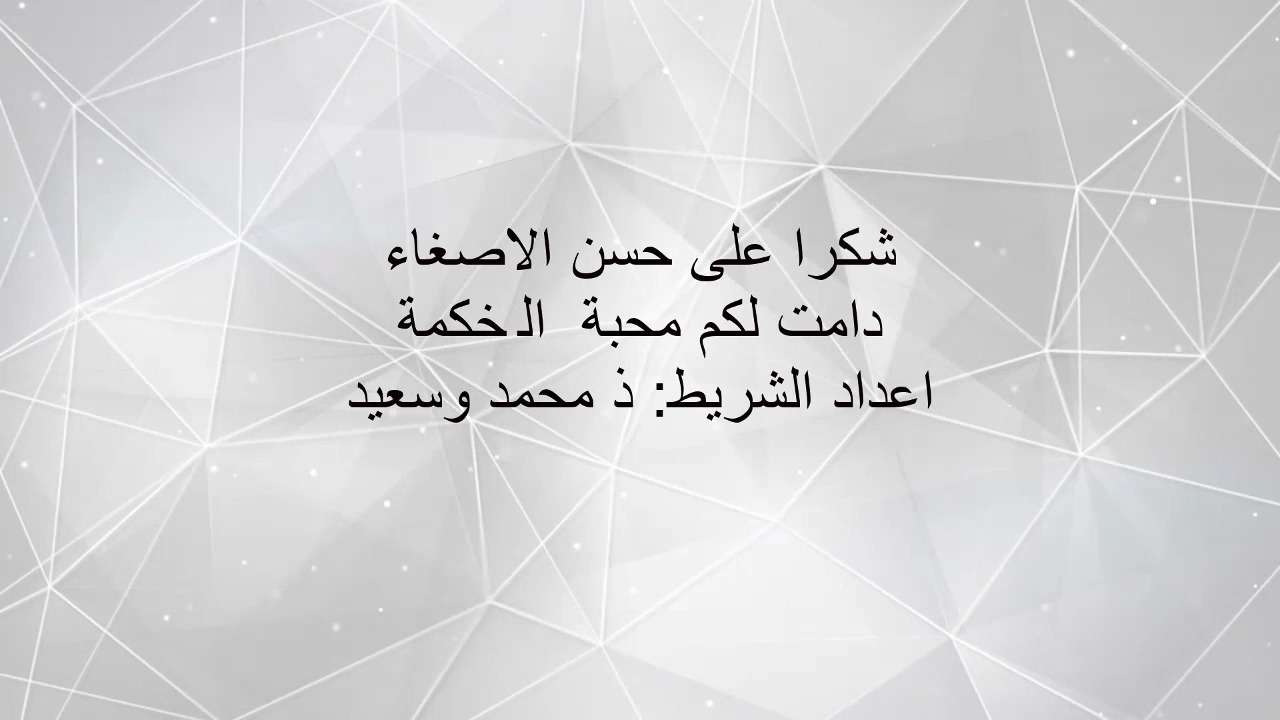 شكرا على حسن الاصغاء
دامت لكم محبة الخكمة
اعداد الشريط: ذ محمد وسعيد